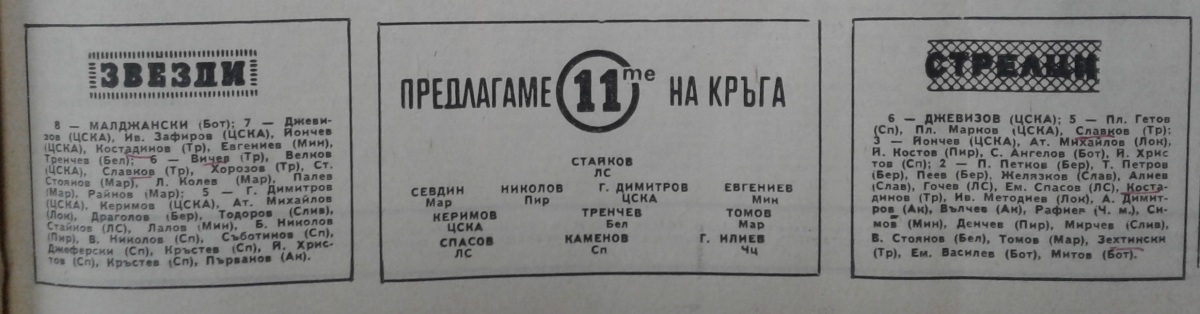 ЗВЕЗДИ
8 — МАЛДЖАНСКИ (Бот); 7 — Джеви-
зов (ЦСКА), Ив. Зафиров (ЦСКА), Йончев
(ЦСКА), Костадинов (Тр), Евгениев (Мин),
Тренчев (Бел); 6 — Вичев (Тр), Велков
(ЦСКА), Славков (Тр), Хорозов (Тр), Ст.
Стоянов (Мар), Л. Колев (Мар), Палев
(Мар), Райнов (Мар); 5 — Г. Димитров
(ЦСКА), Керимов (ЦСКА), Ат. Михайлов
(Лок), Драголов (Бер), Тодоров (Слив),
Стайков (ЛС), Лалов (Мин), Б. Николов
(Пир), В. Николов (Сп), Съботинов (Сп),
Джеферски (Сп), Кръстев (Сп), Й. Хрис-
тов (Сп), Кръстев (Сп), Първанов (Ак).
ПРЕДЛАГАМЕ 11те НА КРЪГА
СТАЙКОВ
ЛС
СЕВДИН НИКОЛОВ Г. ДИМИТРОВ ЕВГЕНИЕВ
Мар Пир ЦСКА Мин
КЕРИМОВ ТРЕНЧЕВ ТОМОВ
ЦСКА Бел Мар
СПАСОВ КАМЕНОВ Г. ИЛИЕВ
ЛС Сп Чц
СТРЕЛЦИ
6 — ДЖЕВИЗОВ (ЦСКА); 5 — Пл. Гетов
(Сп), Пл. Марков (ЦСКА), Славков (Тр);
3 — Йончев (ЦСКА), Ат. Михайлов (Лок),
И. Костов (Пир), С. Ангелов (Бот), Й. Хрис
тов (Сп); 2 — П. Петков (Бер), Т. Петров
(Бер), Пеев (Бер), Желязков (Слав), Алиев
(Слав), Гочев (ЛС), Ем. Спасов (ЛС), Коста-
динов (Тр), Ив. Методиев (Лок), А. Димит-
ров (Ак), Вълчев (Ак), Рафиев (Ч. м.), Си-
мов (Мин), Денчев (Пир), Мирчев (Слив),
В. Стоянов (Бел), Томов (Мар), Зехтински
(Тр), Ем. Василев (Бот), Митов (Бот).